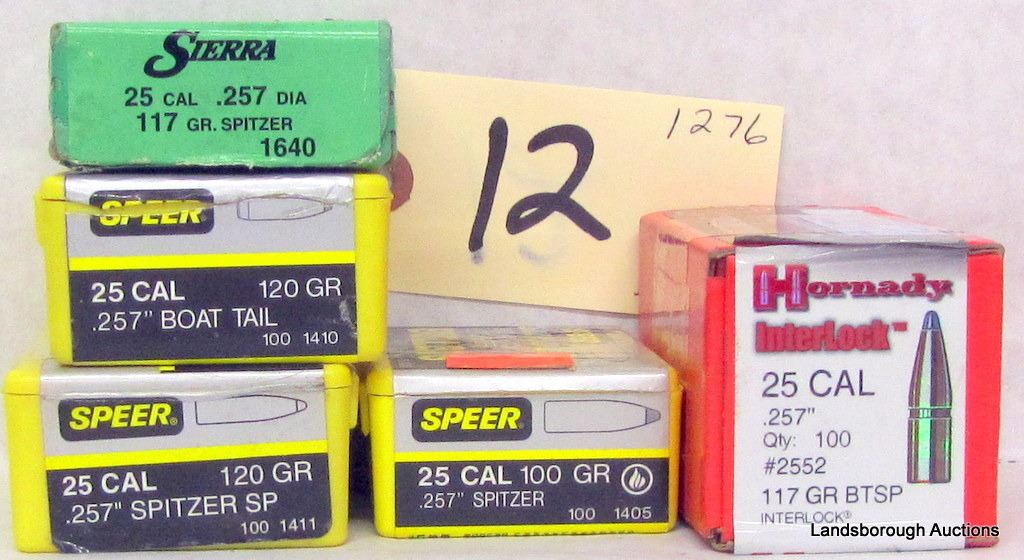 SIERRA
25 CAL .257 DIA
117 GR. SPITZER
1640
12
1276
SPEER
25 CAL 120 GR
.257" BOAT TAIL
100 1410
SPEER®
25 CAL 120 GR
.257" SPITZER SP
100 1411
SPEER®
25 CAL 100 GR
.257" SPITZER
100 1405
Hornady
InterLock™
25 CAL
.257"
Qty: 100
#2552
117 GR BTSP
INTERLOCK®
Landsborough Auctions